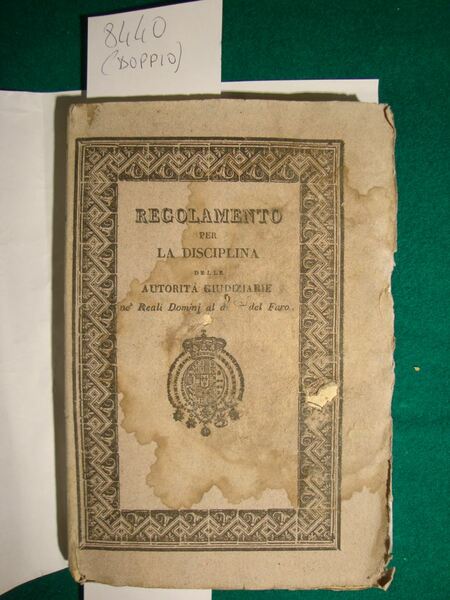 8440
(DOPPIO)
REGOLAMENTO
PER
LA DISCIPLINA
DELLE
AUTORITÀ GIUDIZIARIE
ne' Reali Dominj al del Faro.